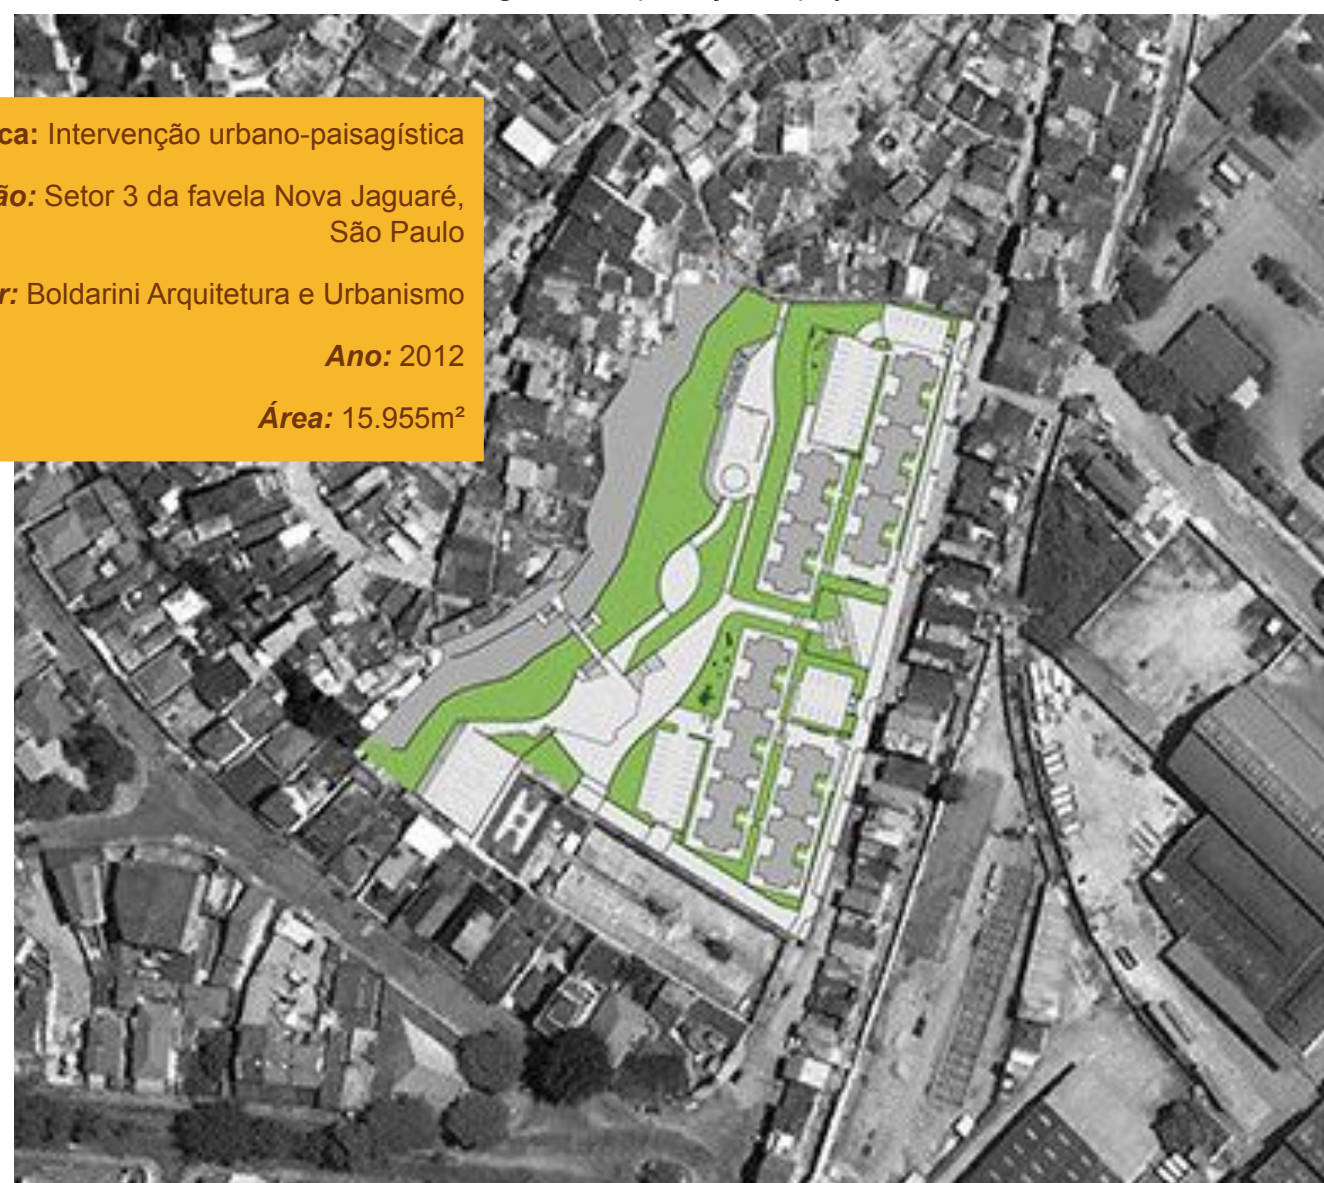 ca: Intervenção urbano-paisagística
ão: Setor 3 da favela Nova Jaguaré,
São Paulo
r: Boldarini Arquitetura e Urbanismo
Ano: 2012
Área: 15.955m²